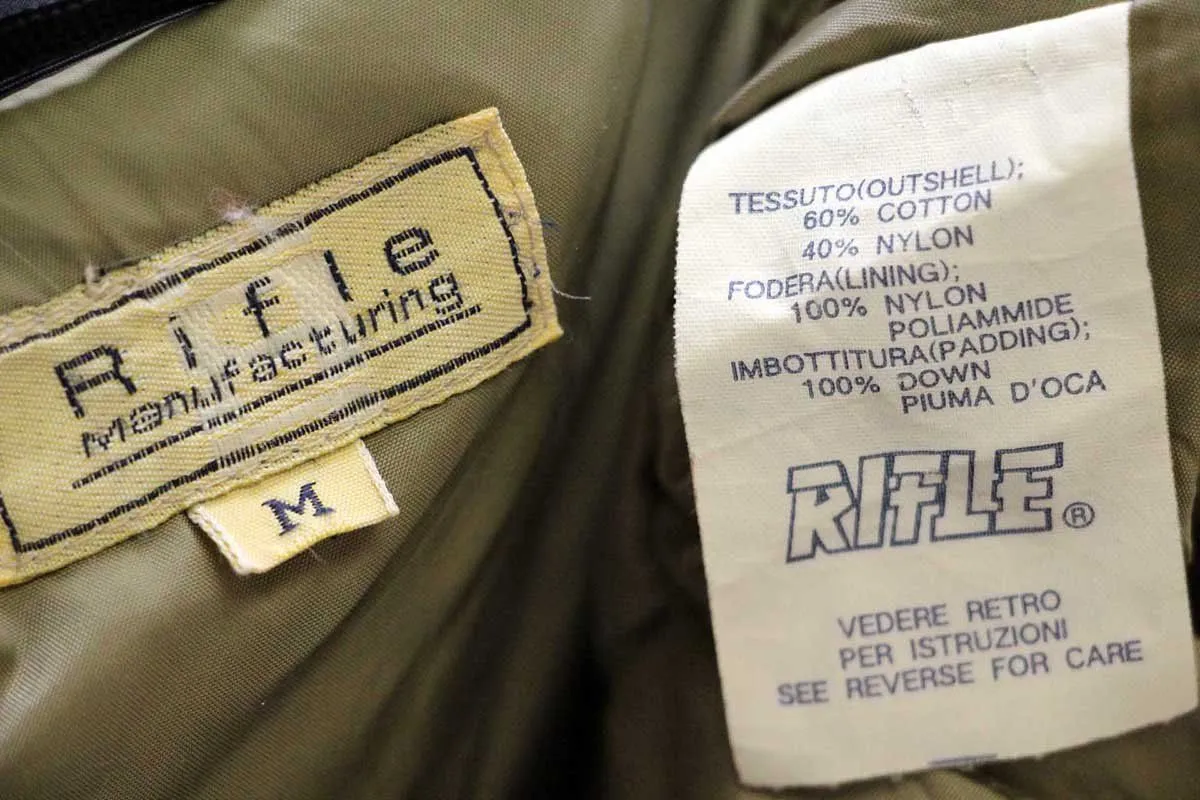 Rifle
Manufacturing
M
TESSUTO(OUTSHELL);
60% COTTON
40% NYLON
FODERA(LINING);
100% NYLON
POLIAMMIDE
IMBOTTITURA(PADDING);
100% DOWN
PIUMA D'OCA
RIFLE®
VEDERE RETRO
PER ISTRUZIONI
SEE REVERSE FOR CARE